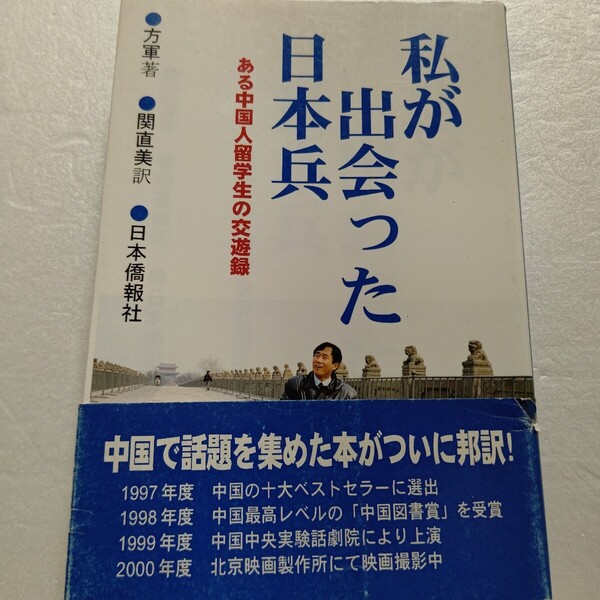 私が
出会った
日本兵
ある中国人留学生の交遊録
●方軍著
●関直美訳
●日本僑報社
中国で話題を集めた本がついに邦訳!
1997年度 中国の十大ベストセラーに選出
1998年度 中国最高レベルの「中国図書賞」を受賞
1999年度 中国中央実験話劇院により上演
2000年度 北京映画製作所にて映画撮影中